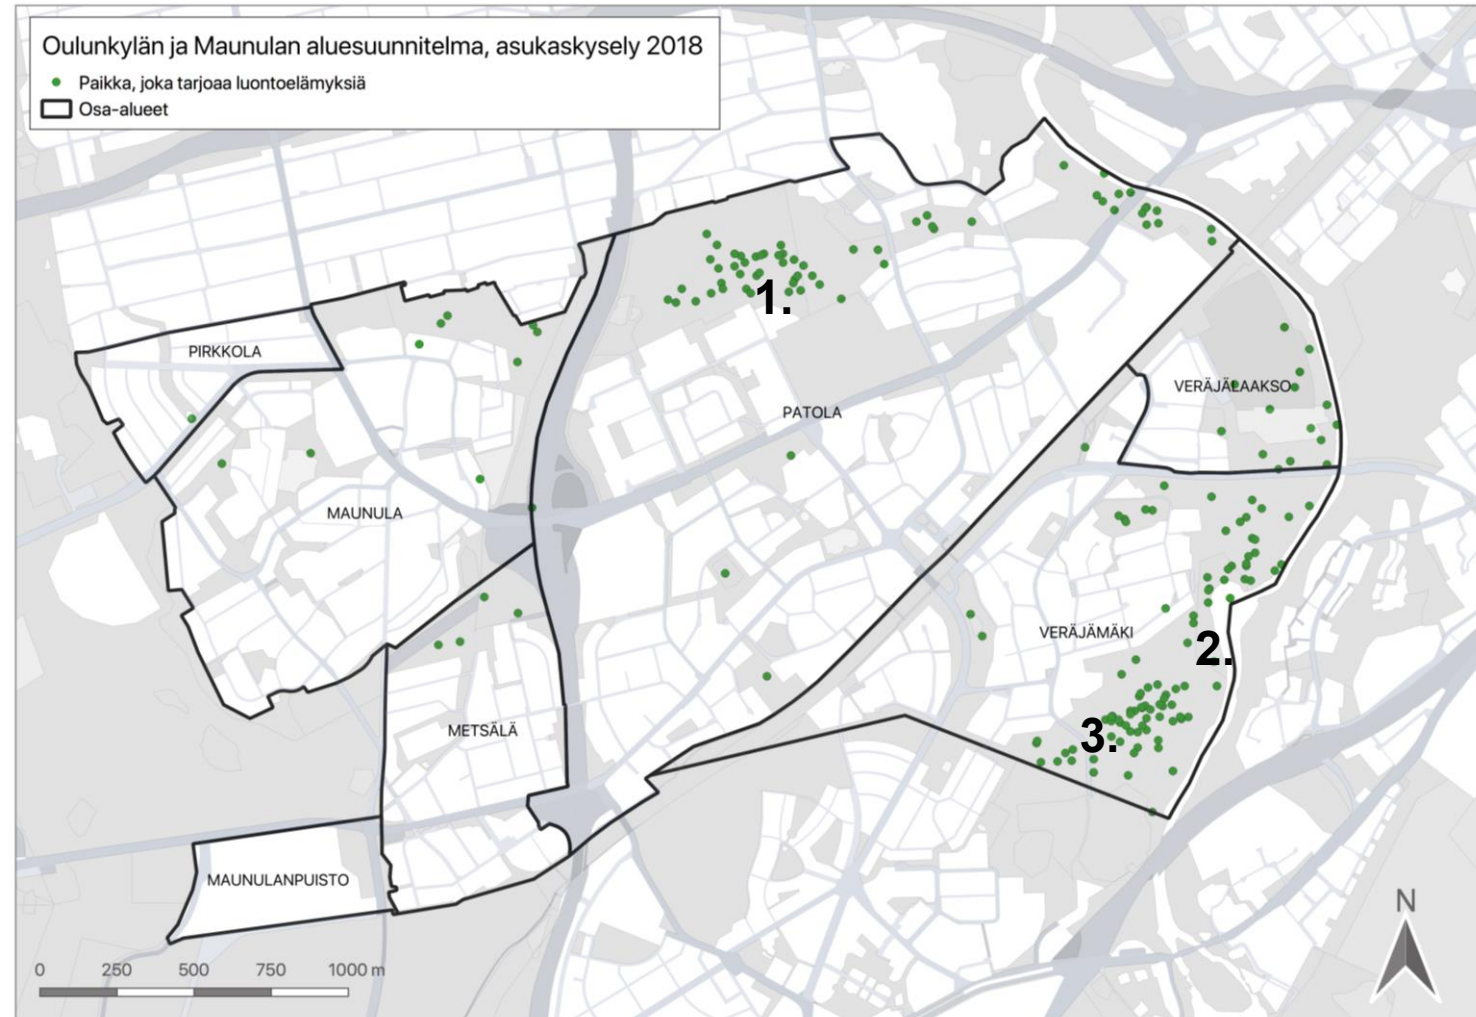 Oulunkylän ja Maunulan aluesuunnitelma, asukaskysely 2018
Paikka, joka tarjoaa luontoelämyksiä
Osa-alueet
1.
PIRKKOLA
VERÄJÄLAAKSO
PATOLA
MAUNULA
VERÄJÄMÄKI
2.
METSÄLÄ
3.
MAUNULANPUISTO
N
0 250 500 750 1000 m